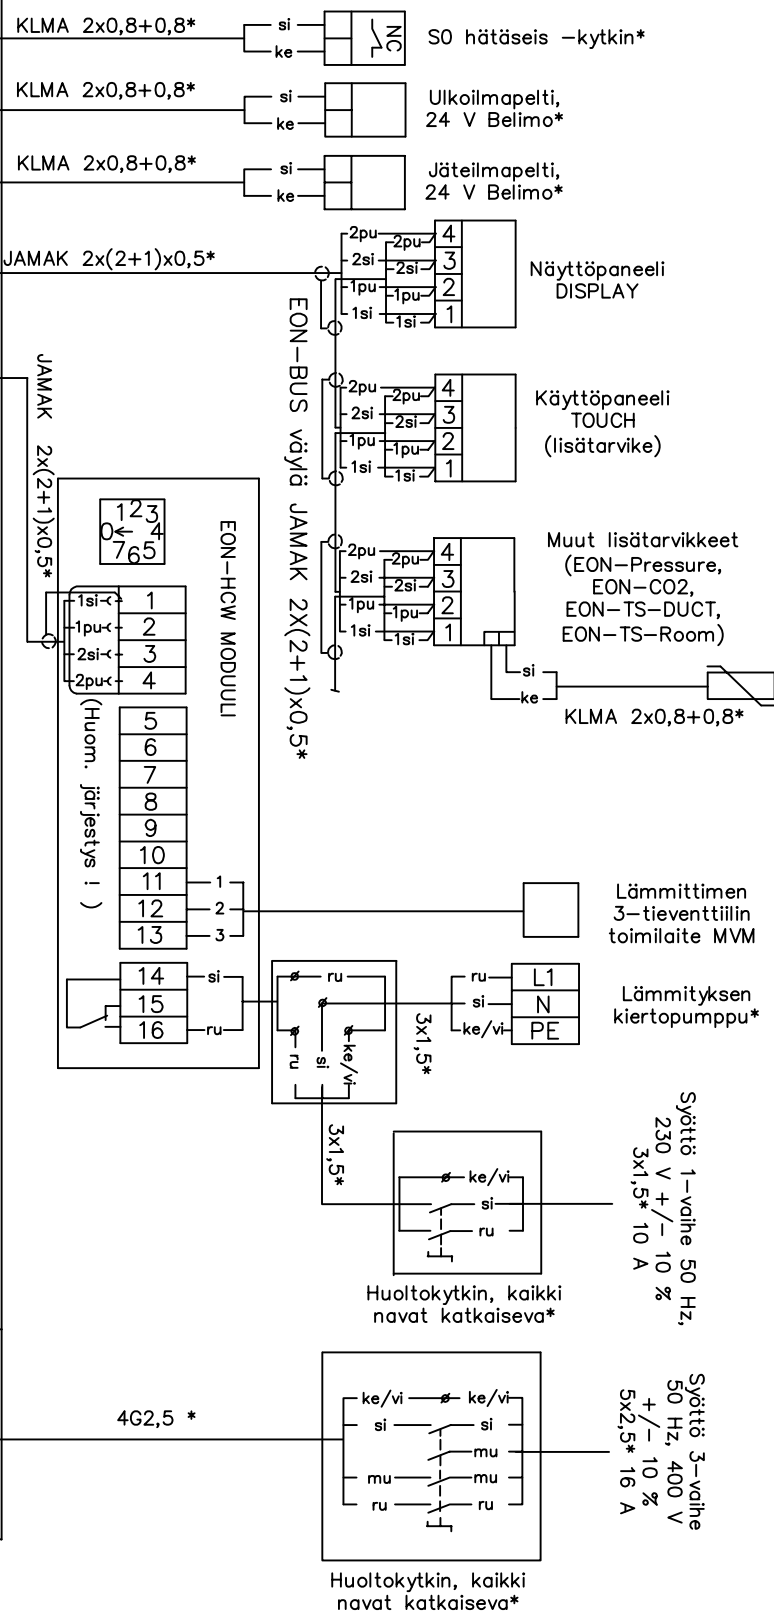 KLMA 2x0,8+0,8*
si
ke
NC
S0 hätäseis –kytkin*
KLMA 2x0,8+0,8*
si
ke
Ulkoilmapelti,
24 V Belimo*
KLMA 2x0,8+0,8*
si
ke
Jäteilmapelti,
24 V Belimo*
JAMAK 2x(2+1)x0,5*
2pu
2pu
4
2si
2si
3
1pu
1pu
2
1si
1si
1
Näyttöpaneeli
DISPLAY
EON–BUS väylä JAMAK 2X(2+1)x0,5*
2pu
2pu
4
2si
2si
3
1pu
1pu
2
1si
1si
1
Käyttöpaneeli
TOUCH
(lisätarvike)
JAMAK 2x(2+1)x0,5*
2pu
2pu
4
2si
2si
3
1pu
1pu
2
1si
1si
1
Muut lisätarvikkeet
(EON–Pressure,
EON–CO2,
EON–TS–DUCT,
EON–TS–Room)
si
ke
KLMA 2x0,8+0,8*
EON–HCW MODUULI
123
0 4
765
1si
1
1pu
2
2si
3
2pu
4
(Huom. järjestys ! )
5
6
7
8
9
10
11
1
12
2
13
3
Lämmittimen
3–tieventtiilin
toimilaite MVM
14
si
15
16
ru
ru
ru
si
ke/vi
3x1,5*
ru
L1
si
N
ke/vi
PE
Lämmityksen
kiertopumppu*
3x1,5*
ke/vi
si
ru
Syöttö 1–vaihe 50 Hz,
230 V +/– 10 %
3x1,5* 10 A
Huoltokytkin, kaikki
navat katkaiseva*
4G2,5 *
ke/vi
ke/vi
si
si
mu
mu
mu
ru
ru
Syöttö 3–vaihe
50 Hz, 400 V
+/– 10 %
5x2,5* 16 A
Huoltokytkin, kaikki
navat katkaiseva*